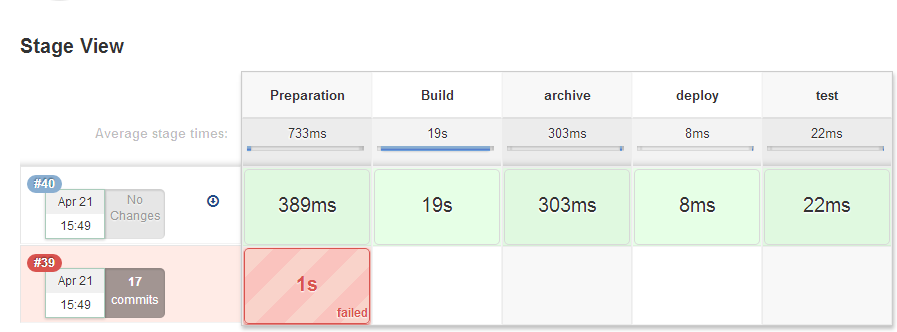 Stage View
Preparation Build archive deploy test
Average stage times: 733ms 19s 303ms 8ms 22ms
#40
Apr 21 No
Changes
15:49
389ms 19s 303ms 8ms 22ms
#39
Apr 21 17
commits
15:49
1s
failed